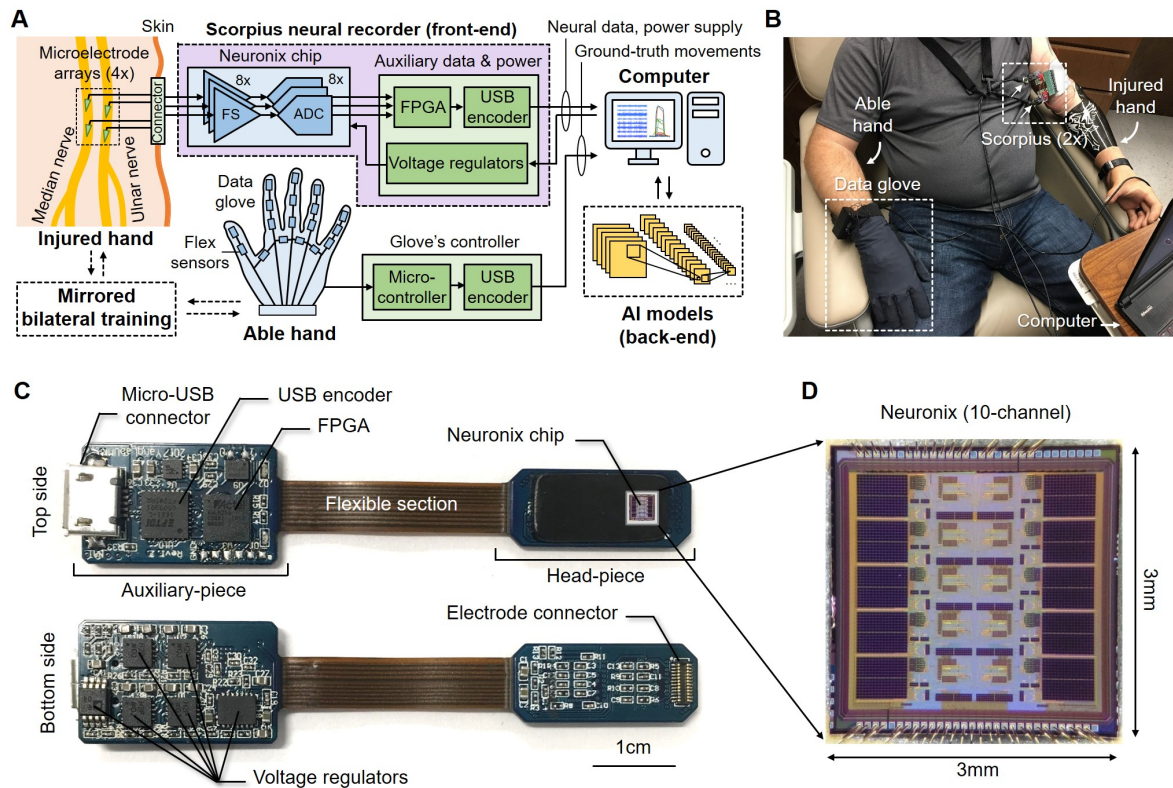 A
Skin
Scorpius neural recorder (front-end)
Neural data, power supply
Ground-truth movements
Microelectrode
arrays (4x)
Neuronix chip
Auxiliary data & power
Computer
8x
8x
Connector
FS
ADC
FPGA
USB
encoder
Voltage regulators
Median nerve
Ulnar nerve
Data
glove
Injured hand
Flex
sensors
Glove's controller
Micro-
controller
USB
encoder
Mirrored
bilateral training
Able hand
AI models
(back-end)
B
Able
hand
Injured
hand
Scorpius (2x)
Data glove
Computer
C
Micro-USB
connector
USB encoder
FPGA
Neuronix chip
Top side
Flexible section
Auxiliary-piece
Head-piece
Bottom side
Electrode connector
Voltage regulators
1cm
D
Neuronix (10-channel)
3mm
3mm